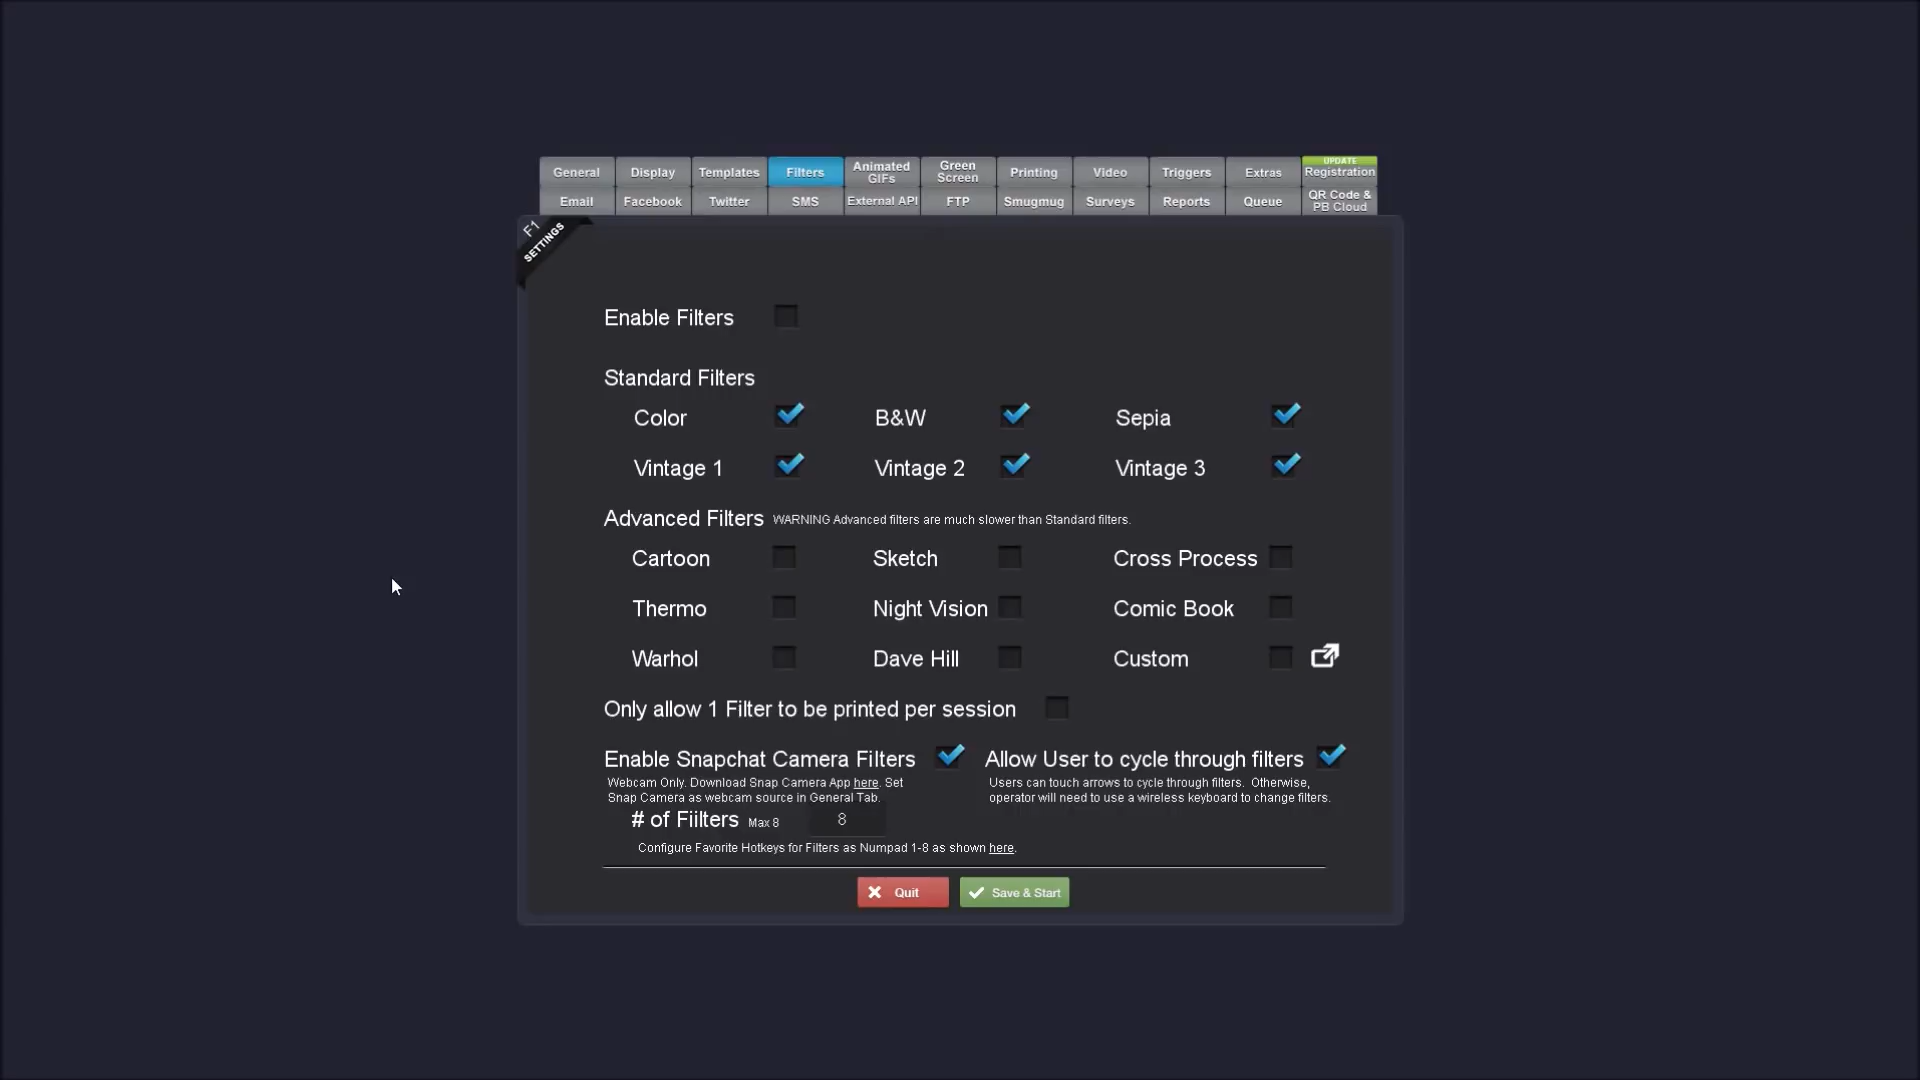 General Display Templates Filters Animated GIFs Green Screen Printing Video Triggers Extras UPDATE Registration
Email Facebook Twitter SMS External API FTP Smugmug Surveys Reports Queue QR Code & PB Cloud
F1
SETTINGS
Enable Filters
Standard Filters
Color B&W Sepia
Vintage 1 Vintage 2 Vintage 3
Advanced Filters WARNING Advanced filters are much slower than Standard filters.
Cartoon Sketch Cross Process
Thermo Night Vision Comic Book
Warhol Dave Hill Custom
Only allow 1 Filter to be printed per session
Enable Snapchat Camera Filters Allow User to cycle through filters
Webcam Only. Download Snap Camera App here. Set
Snap Camera as webcam source in General Tab.
Users can touch arrows to cycle through filters. Otherwise,
operator will need to use a wireless keyboard to change filters.
# of Fiilters Max 8 8
Configure Favorite Hotkeys for Filters as Numpad 1-8 as shown here.
Quit Save & Start